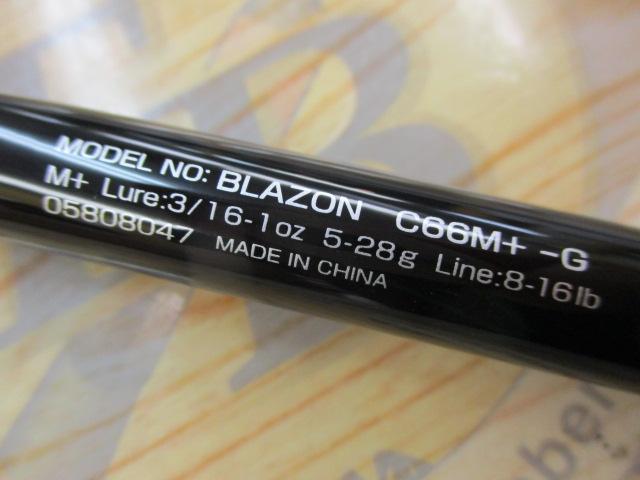 MODEL NO: BLAZON C66M+ -G
M+ Lure:3/16-1oz 5-28g Line:8-16lb
05808047 MADE IN CHINA